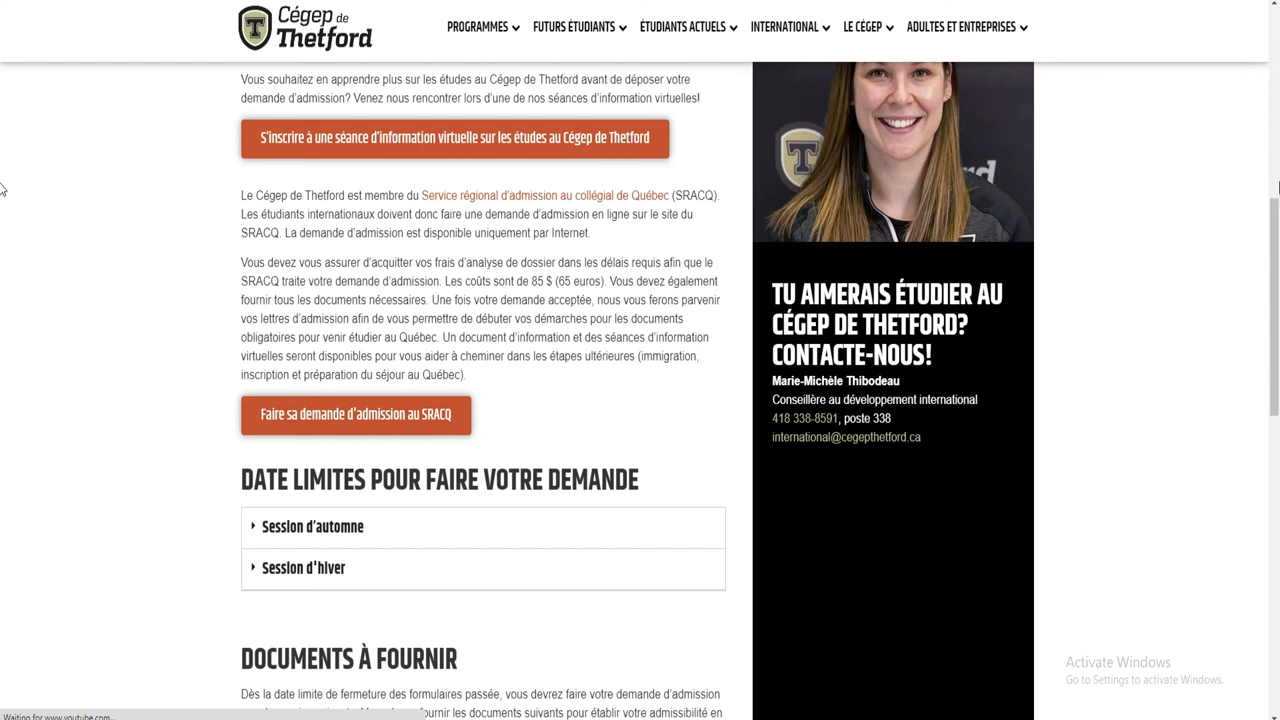 Cégep de
Thetford
PROGRAMMES FUTURS ÉTUDIANTS ÉTUDIANTS ACTUELS INTERNATIONAL LE CÉGEP ADULTES ET ENTREPRISES
Vous souhaitez en apprendre plus sur les études au Cégep de Thetford avant de déposer votre
demande d'admission? Venez nous rencontrer lors d'une de nos séances d'information virtuelles!
S'inscrire à une séance d'information virtuelle sur les études au Cégep de Thetford
Le Cégep de Thetford est membre du Service régional d'admission au collégial de Québec (SRACQ).
Les étudiants internationaux doivent donc faire une demande d'admission en ligne sur le site du
SRACQ. La demande d'admission est disponible uniquement par Internet.
Vous devez vous assurer d'acquitter vos frais d'analyse de dossier dans les délais requis afin que le
SRACQ traite votre demande d'admission. Les coûts sont de 85 $ (65 euros). Vous devez également
fournir tous les documents nécessaires. Une fois votre demande acceptée, nous vous ferons parvenir
vos lettres d'admission afin de vous permettre de débuter vos démarches pour les documents
obligatoires pour venir étudier au Québec. Un document d'information et des séances d'information
virtuelles seront disponibles pour vous aider à cheminer dans les étapes ultérieures (immigration,
inscription et préparation du séjour au Québec).
Faire sa demande d'admission au SRACQ
DATE LIMITES POUR FAIRE VOTRE DEMANDE
Session d'automne
Session d'hiver
DOCUMENTS À FOURNIR
Dès la date limite de fermeture des formulaires passée, vous devrez faire votre demande d'admission
fournir les documents suivants pour établir votre admissibilité en
T
TU AIMERAIS ÉTUDIER AU
CÉGEP DE THETFORD?
CONTACTE-NOUS!
Marie-Michèle Thibodeau
Conseillère au développement international
418 338-8591, poste 338
international@cegepthetford.ca
Activate Windows
Go to Settings to activate Windows.
Waiting for www.youtube.com...